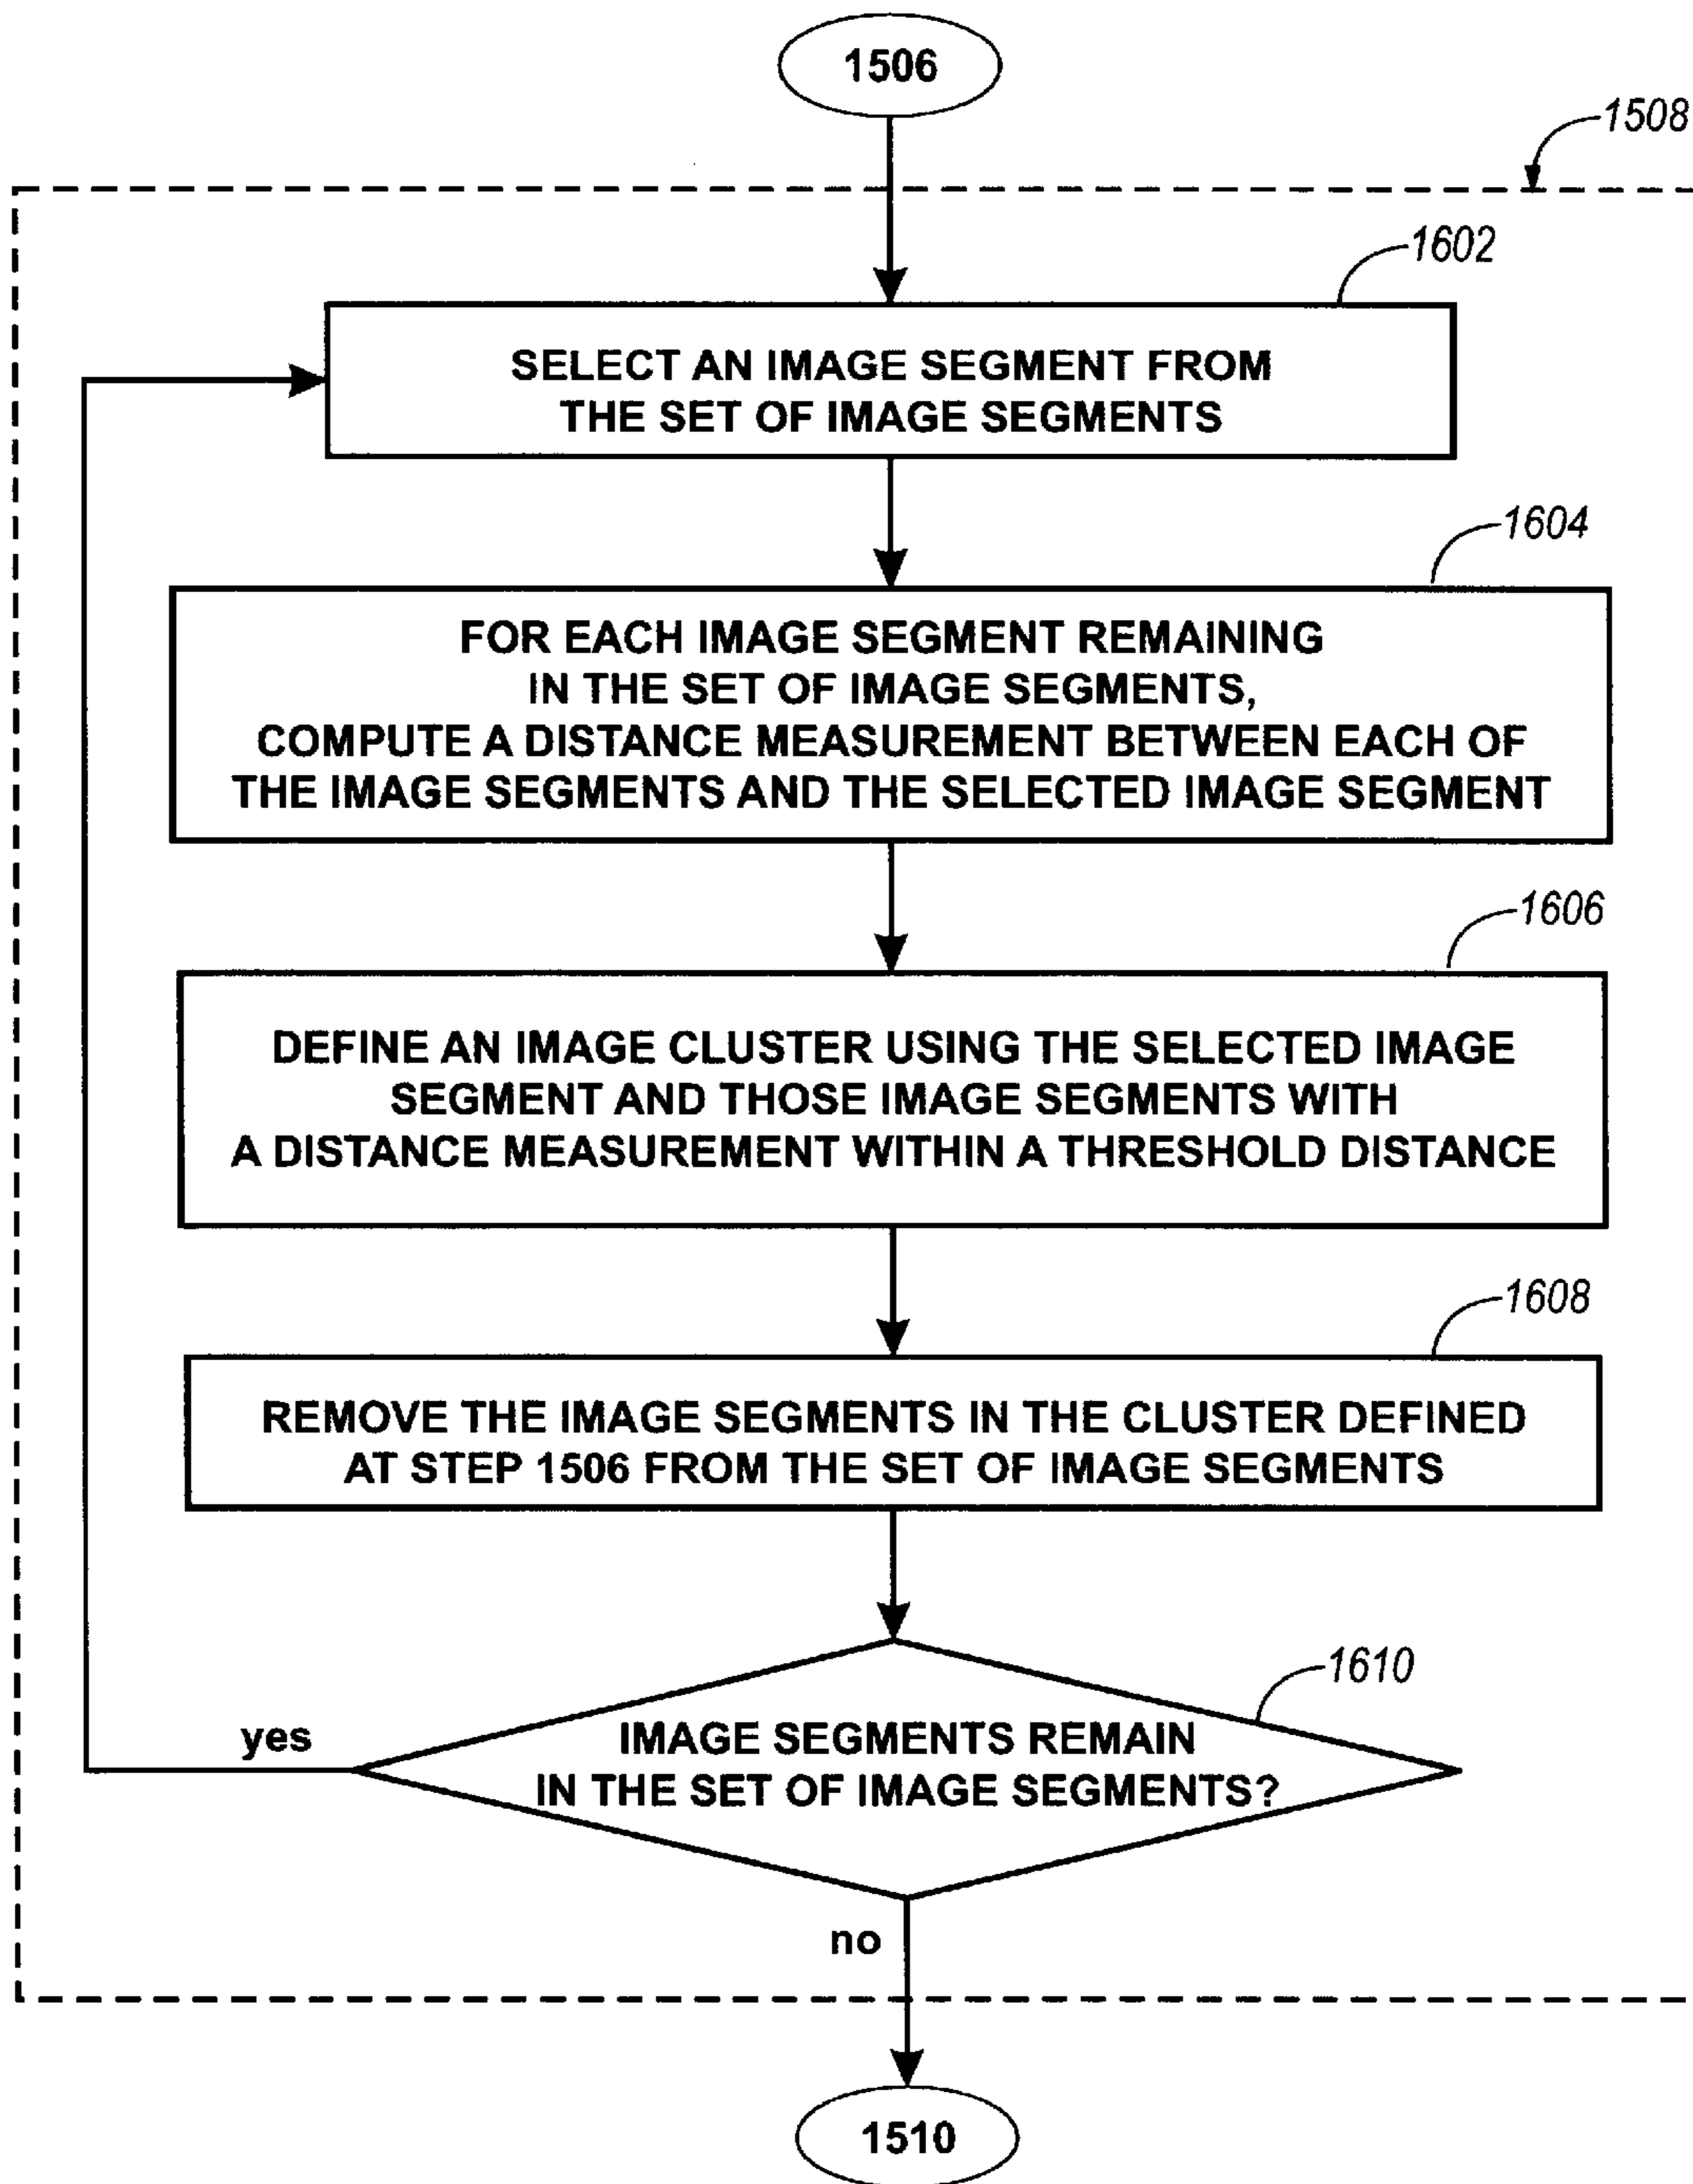 1506
1508
1602
SELECT AN IMAGE SEGMENT FROM
THE SET OF IMAGE SEGMENTS
1604
FOR EACH IMAGE SEGMENT REMAINING
IN THE SET OF IMAGE SEGMENTS,
COMPUTE A DISTANCE MEASUREMENT BETWEEN EACH OF
THE IMAGE SEGMENTS AND THE SELECTED IMAGE SEGMENT
1606
DEFINE AN IMAGE CLUSTER USING THE SELECTED IMAGE
SEGMENT AND THOSE IMAGE SEGMENTS WITH
A DISTANCE MEASUREMENT WITHIN A THRESHOLD DISTANCE
1608
REMOVE THE IMAGE SEGMENTS IN THE CLUSTER DEFINED
AT STEP 1506 FROM THE SET OF IMAGE SEGMENTS
1610
yes
IMAGE SEGMENTS REMAIN
IN THE SET OF IMAGE SEGMENTS?
no
1510